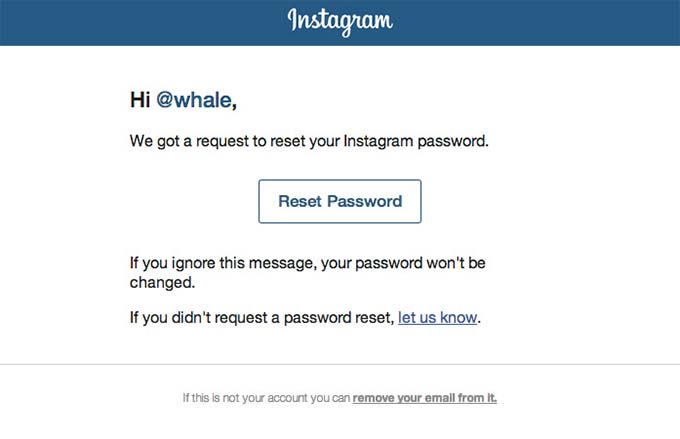 Instagram
Hi @whale,
We got a request to reset your Instagram password.
Reset Password
If you ignore this message, your password won't be
changed.
If you didn't request a password reset, let us know.
If this is not your account you can remove your email from it.